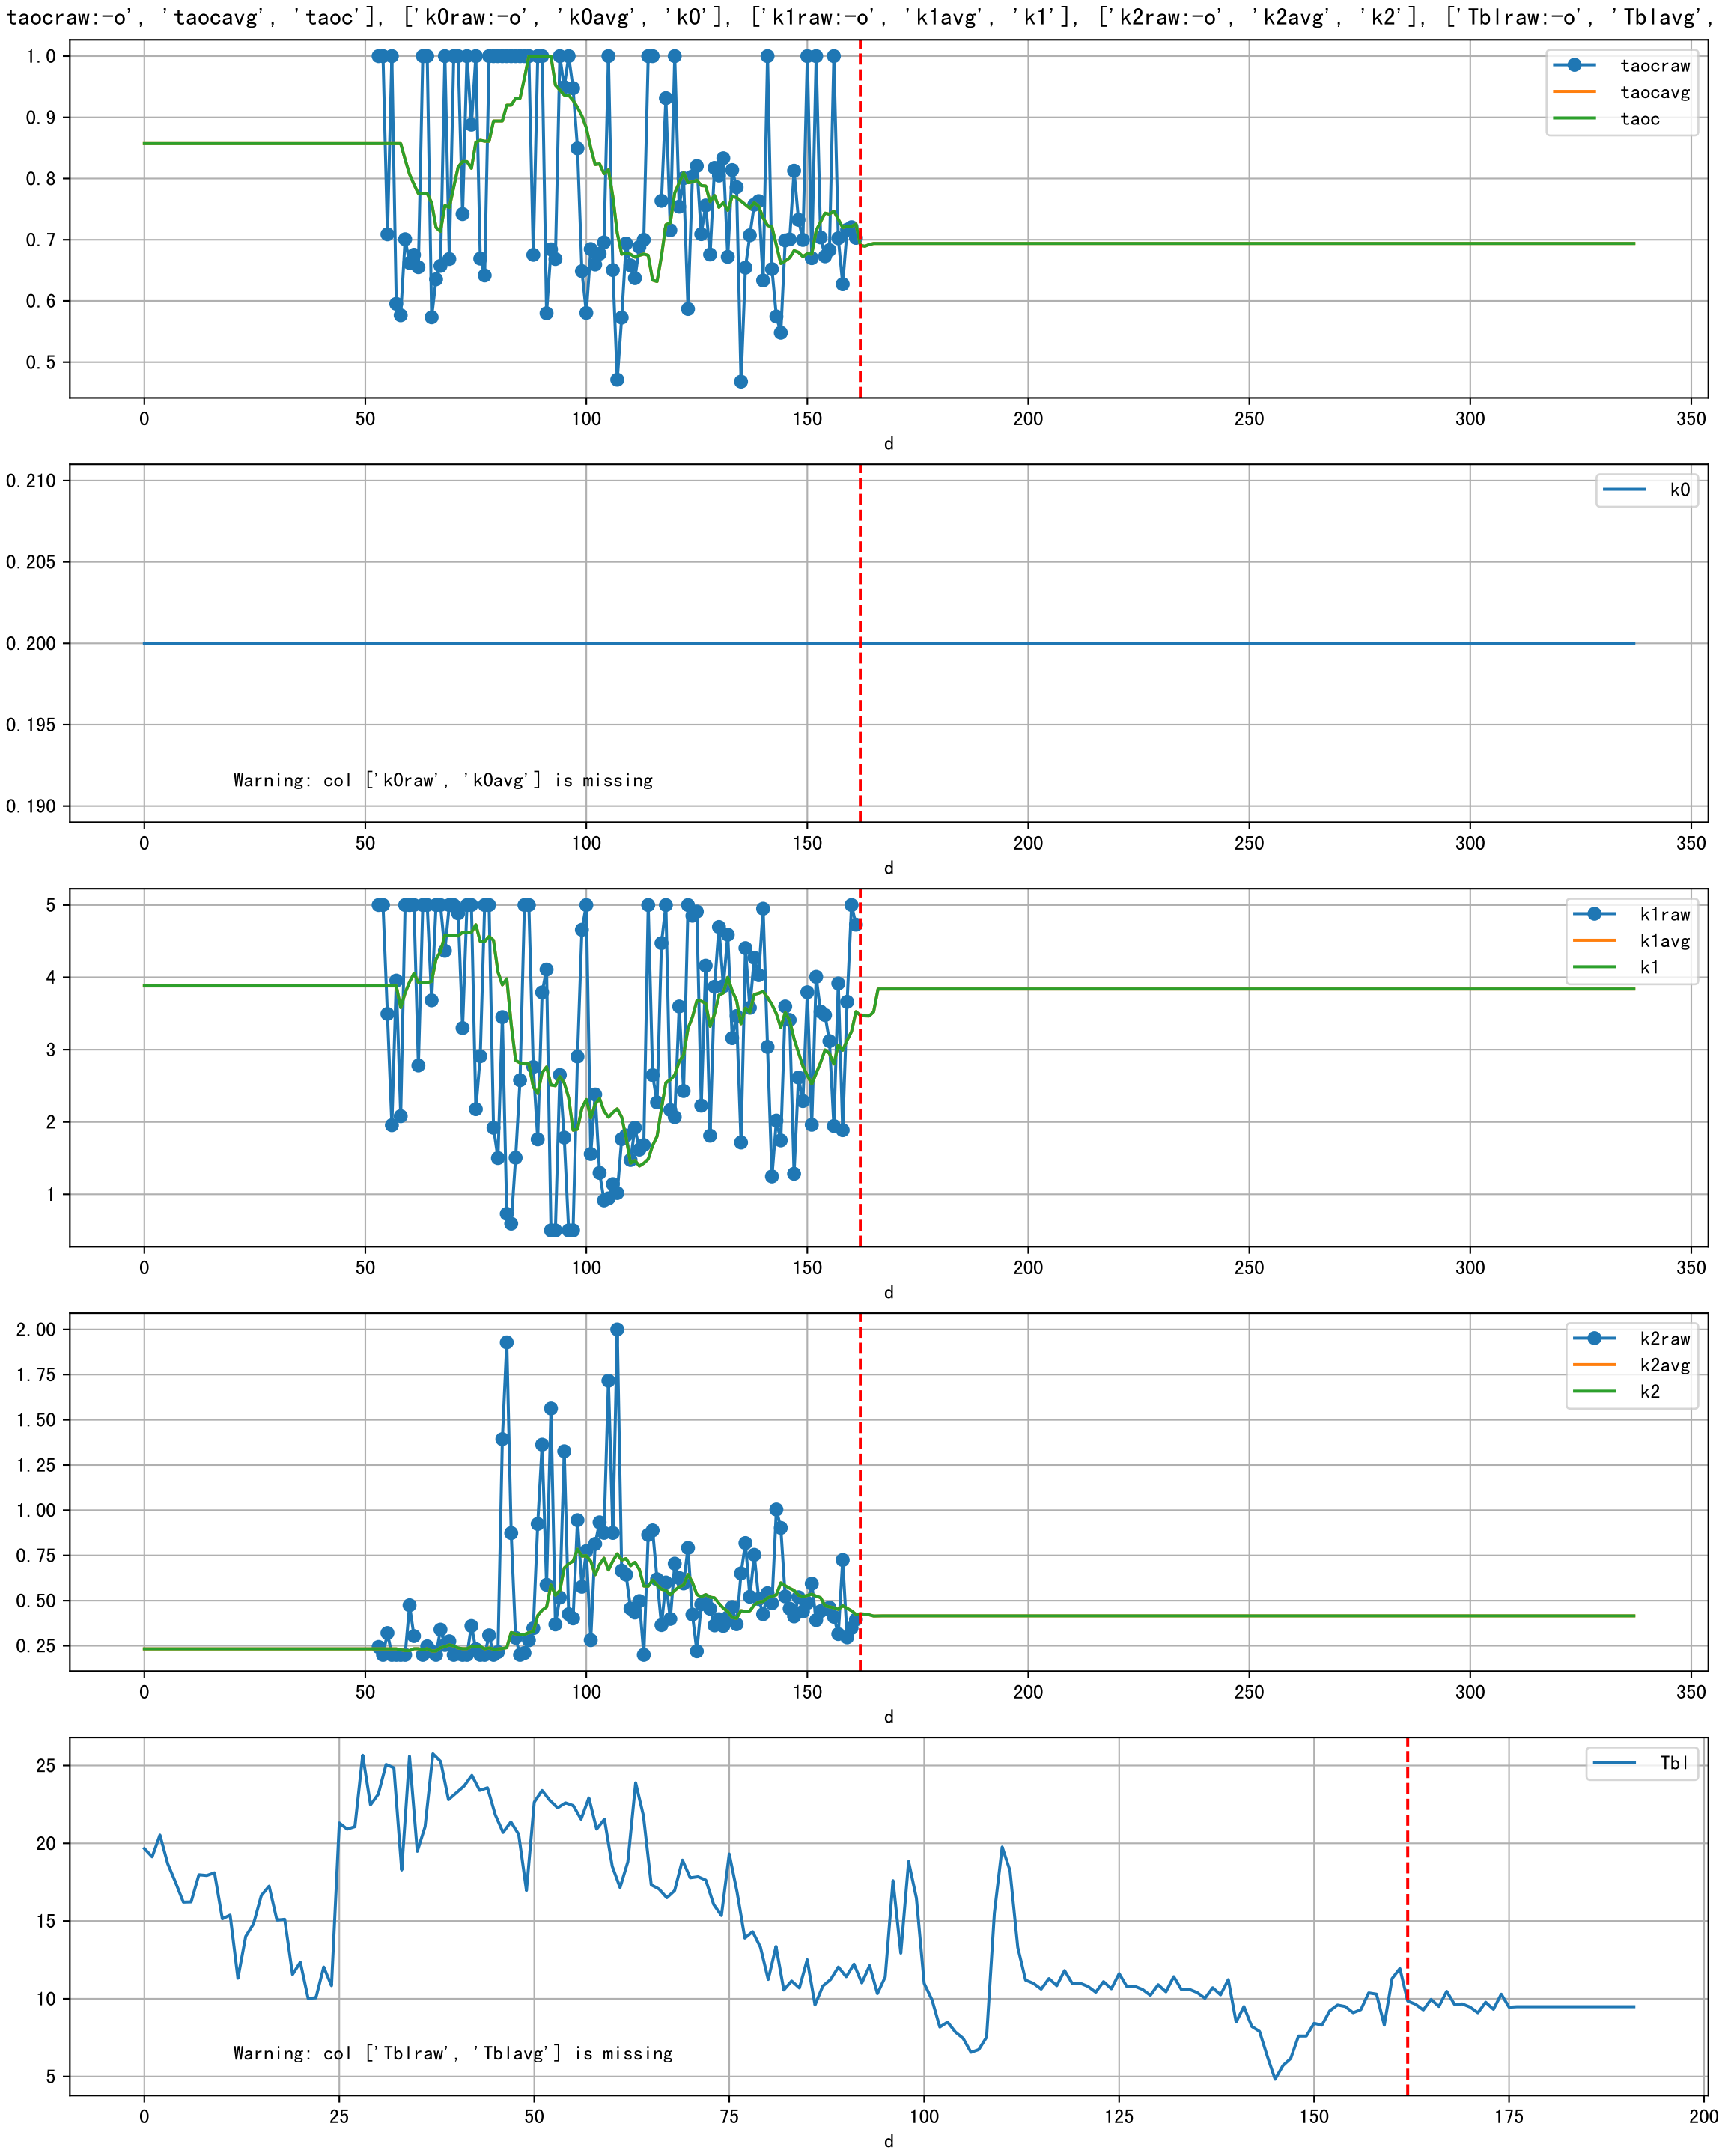 taocraw:-o', 'taocavg', 'taoc'], ['k0raw:-o', 'k0avg', 'k0'], ['k1raw:-o', 'k1avg', 'k1'], ['k2raw:-o', 'k2avg', 'k2'], ['Tblraw:-o', 'Tblavg',
1.0
0.9
0.8
0.7
0.6
0.5
taocraw
taocavg
taoc
0 50 100 150 200 250 300 350
d
0.210
0.205
0.200
0.195
0.190
k0
Warning: col ['k0raw', 'k0avg'] is missing
0 50 100 150 200 250 300 350
d
5
4
3
2
1
k1raw
k1avg
k1
0 50 100 150 200 250 300 350
d
2.00
1.75
1.50
1.25
1.00
0.75
0.50
0.25
k2raw
k2avg
k2
0 50 100 150 200 250 300 350
d
25
20
15
10
5
Tbl
Warning: col ['Tblraw', 'Tblavg'] is missing
0 25 50 75 100 125 150 175 200
d